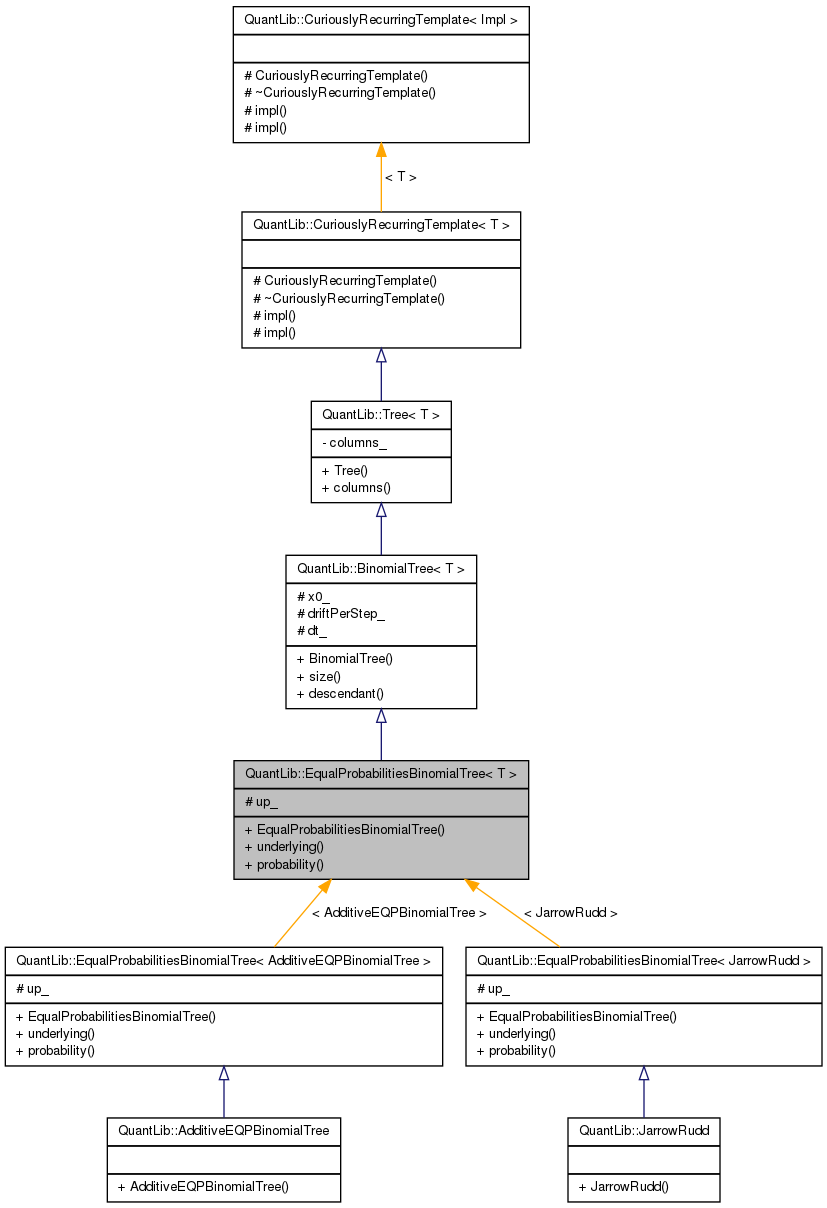 QuantLib::CuriouslyRecurringTemplate< Impl >
# CuriouslyRecurringTemplate()
# ~CuriouslyRecurringTemplate()
# impl()
# impl()
< T >
QuantLib::CuriouslyRecurringTemplate< T >
# CuriouslyRecurringTemplate()
# ~CuriouslyRecurringTemplate()
# impl()
# impl()
QuantLib::Tree< T >
- columns_
+ Tree()
+ columns()
QuantLib::BinomialTree< T >
# x0_
# driftPerStep_
# dt_
+ BinomialTree()
+ size()
+ descendant()
QuantLib::EqualProbabilitiesBinomialTree< T >
# up_
+ EqualProbabilitiesBinomialTree()
+ underlying()
+ probability()
< AdditiveEQPBinomialTree >
< JarrowRudd >
QuantLib::EqualProbabilitiesBinomialTree< AdditiveEQPBinomialTree >
# up_
+ EqualProbabilitiesBinomialTree()
+ underlying()
+ probability()
QuantLib::EqualProbabilitiesBinomialTree< JarrowRudd >
# up_
+ EqualProbabilitiesBinomialTree()
+ underlying()
+ probability()
QuantLib::AdditiveEQPBinomialTree
+ AdditiveEQPBinomialTree()
QuantLib::JarrowRudd
+ JarrowRudd()